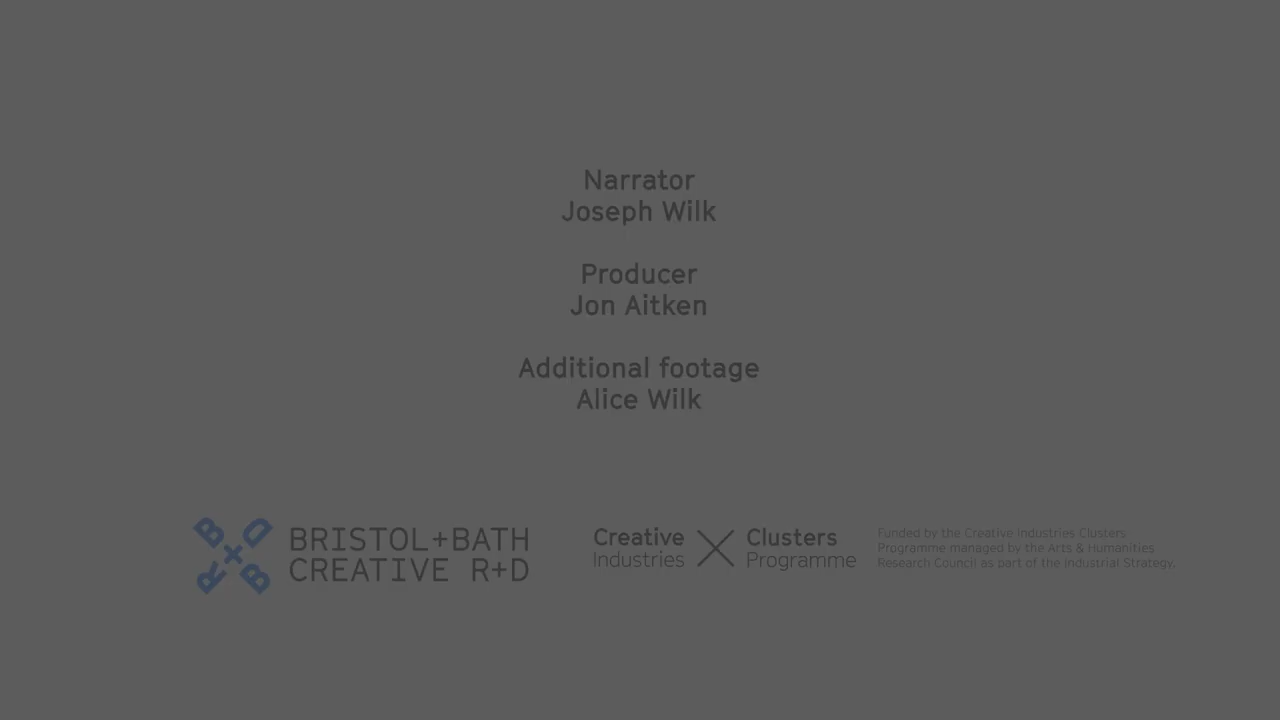 Narrator
Joseph Wilk
Producer
Jon Aitken
Additional footage
Alice Wilk
B D R B
BRISTOL+BATH
CREATIVE R+D
Creative Industries
Clusters Programme
Funded by the Creative Industries Clusters
Programme managed by the Arts & Humanities
Research Council as part of the Industrial Strategy.